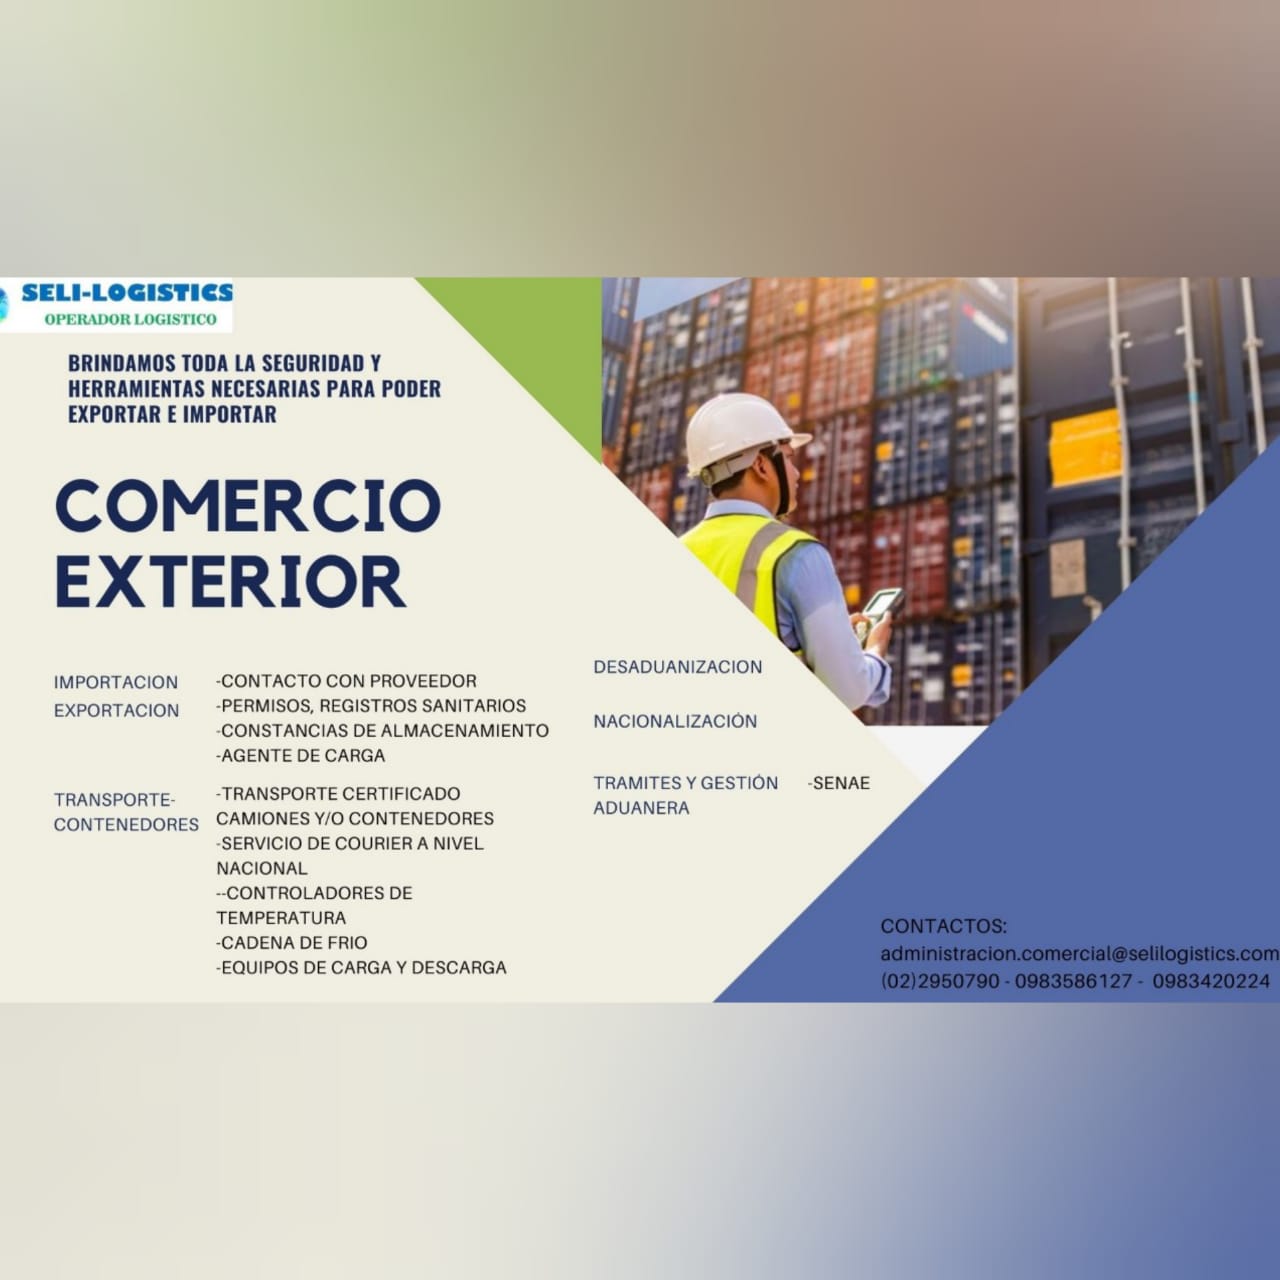 SELI-LOGISTICS
OPERADOR LOGISTICO
BRINDAMOS TODA LA SEGURIDAD Y
HERRAMIENTAS NECESARIAS PARA PODER
EXPORTAR E IMPORTAR
COMERCIO
EXTERIOR
IMPORTACION
EXPORTACION
-CONTACTO CON PROVEEDOR
-PERMISOS, REGISTROS SANITARIOS
-CONSTANCIAS DE ALMACENAMIENTO
-AGENTE DE CARGA
TRANSPORTE-
CONTENEDORES
-TRANSPORTE CERTIFICADO
CAMIONES Y/O CONTENEDORES
-SERVICIO DE COURIER A NIVEL
NACIONAL
--CONTROLADORES DE
TEMPERATURA
-CADENA DE FRIO
-EQUIPOS DE CARGA Y DESCARGA
DESADUANIZACION
NACIONALIZACIÓN
TRAMITES Y GESTIÓN
ADUANERA
-SENAE
CONTACTOS:
administracion.comercial@selilogistics.com
(02)2950790 - 0983586127 - 0983420224